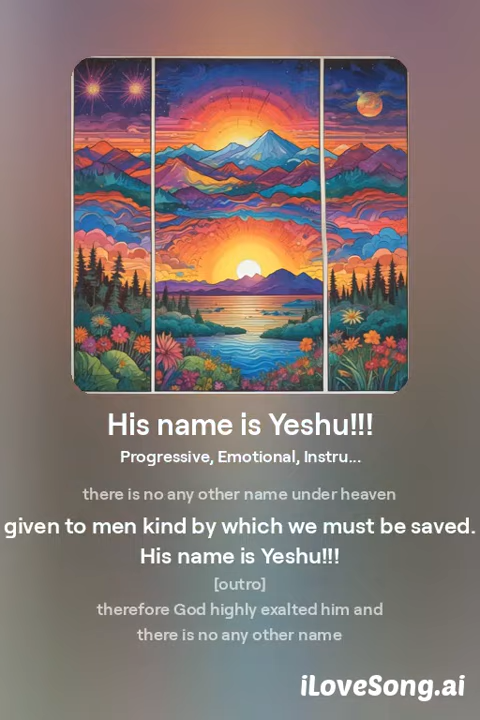 His name is Yeshu!!!
Progressive, Emotional, Instru...
there is no any other name under heaven
given to men kind by which we must be saved.
His name is Yeshu!!!
[outro]
therefore God highly exalted him and
there is no any other name
iLoveSong.ai